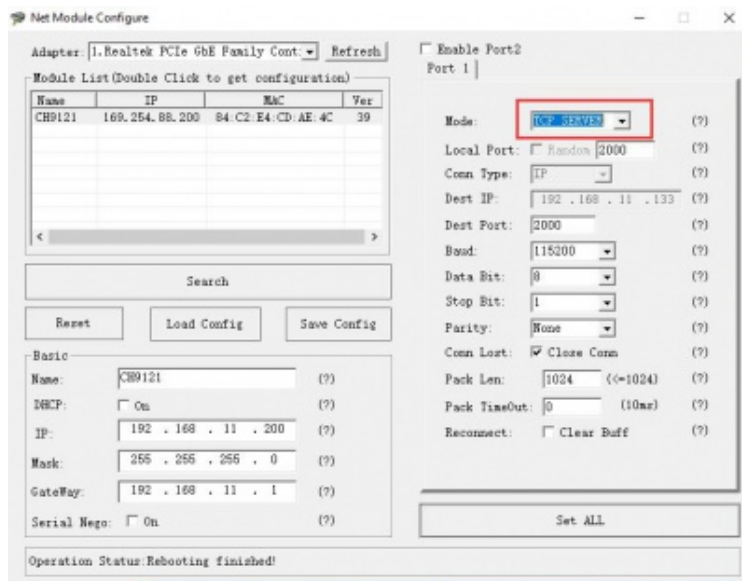 Net Module Configure
Adapter: 1.Realtek PCIe GbE Family Cont: Refresh
Module List(Double Click to get configuration)
Name IP MAC Ver
CH9121 169.254.88.200 84:C2:E4:CD:AE:4C 39
Search
Reset Load Config Save Config
Basic
Name: CH9121 (?)
DHCP: On (?)
IP: 192 . 168 . 11 . 200 (?)
Mask: 255 . 255 . 255 . 0 (?)
GateWay: 192 . 168 . 11 . 1 (?)
Serial Nego: On (?)
Enable Port2
Port 1
Mode: TCP SERVER (?)
Local Port: Random 2000 (?)
Conn Type: IP (?)
Dest IP: 192 .168 . 11 .133 (?)
Dest Port: 2000 (?)
Baud: 115200 (?)
Data Bit: 8 (?)
Stop Bit: 1 (?)
Parity: None (?)
Conn Lost: Close Conn (?)
Pack Len: 1024 (<=1024) (?)
Pack TimeOut: 0 (10ms) (?)
Reconnect: Clear Buff (?)
Set ALL
Operation Status:Rebooting finished!